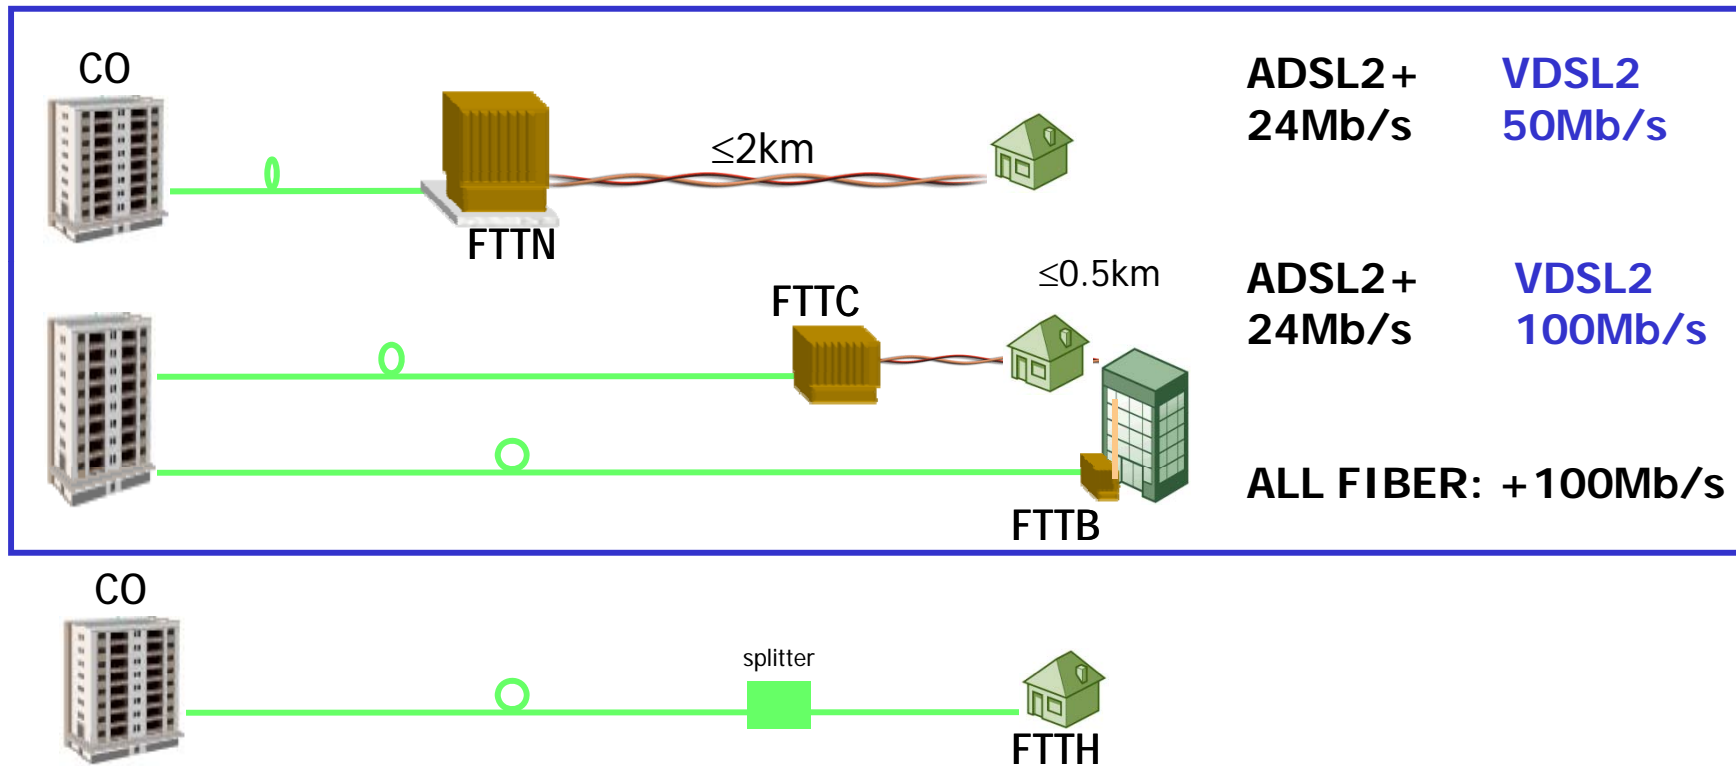 CO
ADSL2+ VDSL2
24Mb/s 50Mb/s
≤2km
FTTN
≤0.5km
FTTC
ADSL2+ VDSL2
24Mb/s 100Mb/s
ALL FIBER: +100Mb/s
FTTB
CO
splitter
FTTH